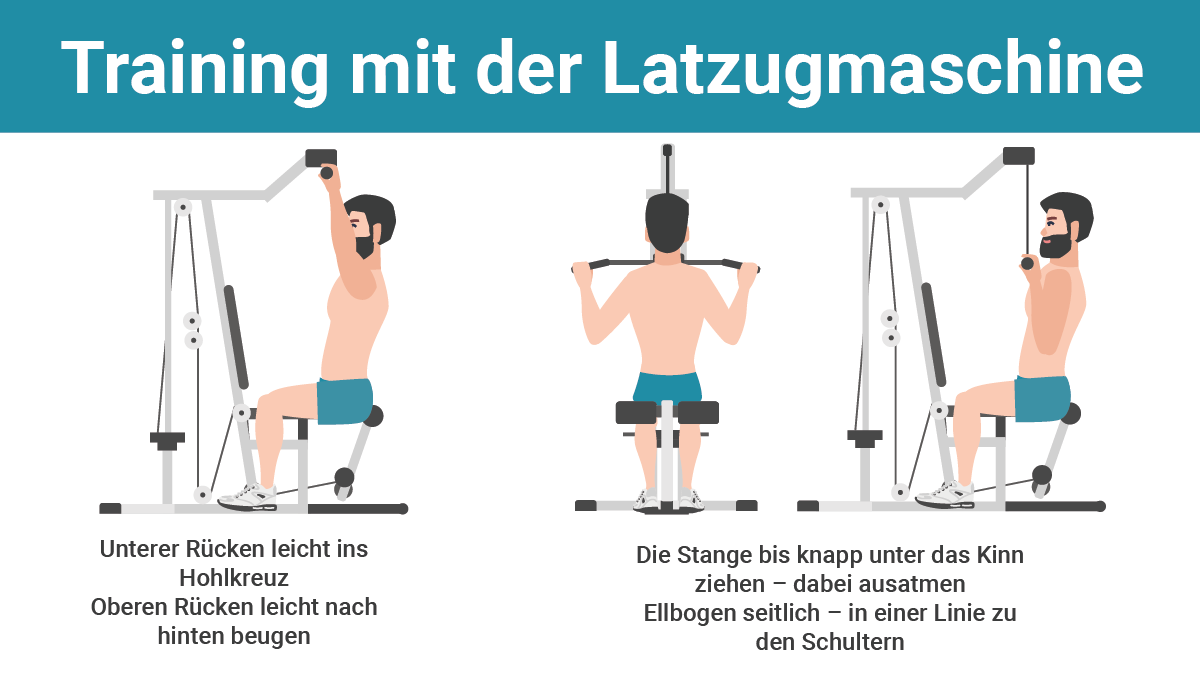 Training mit der Latzugmaschine
Unterer Rücken leicht ins
Hohlkreuz
Oberen Rücken leicht nach
hinten beugen
Die Stange bis knapp unter das Kinn
ziehen – dabei ausatmen
Ellbogen seitlich – in einer Linie zu
den Schultern